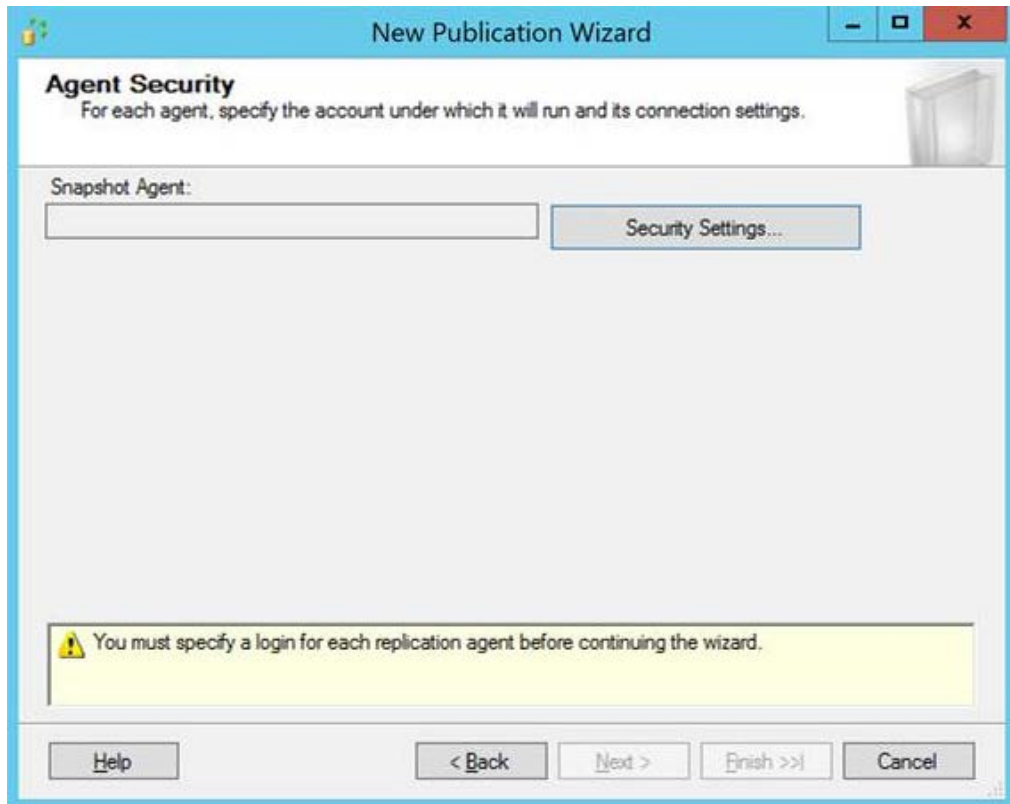 New Publication Wizard
Agent Security
For each agent, specify the account under which it will run and its connection settings.
Snapshot Agent:
Security Settings...
You must specify a login for each replication agent before continuing the wizard.
Help
< Back
Next >
Finish >>|
Cancel